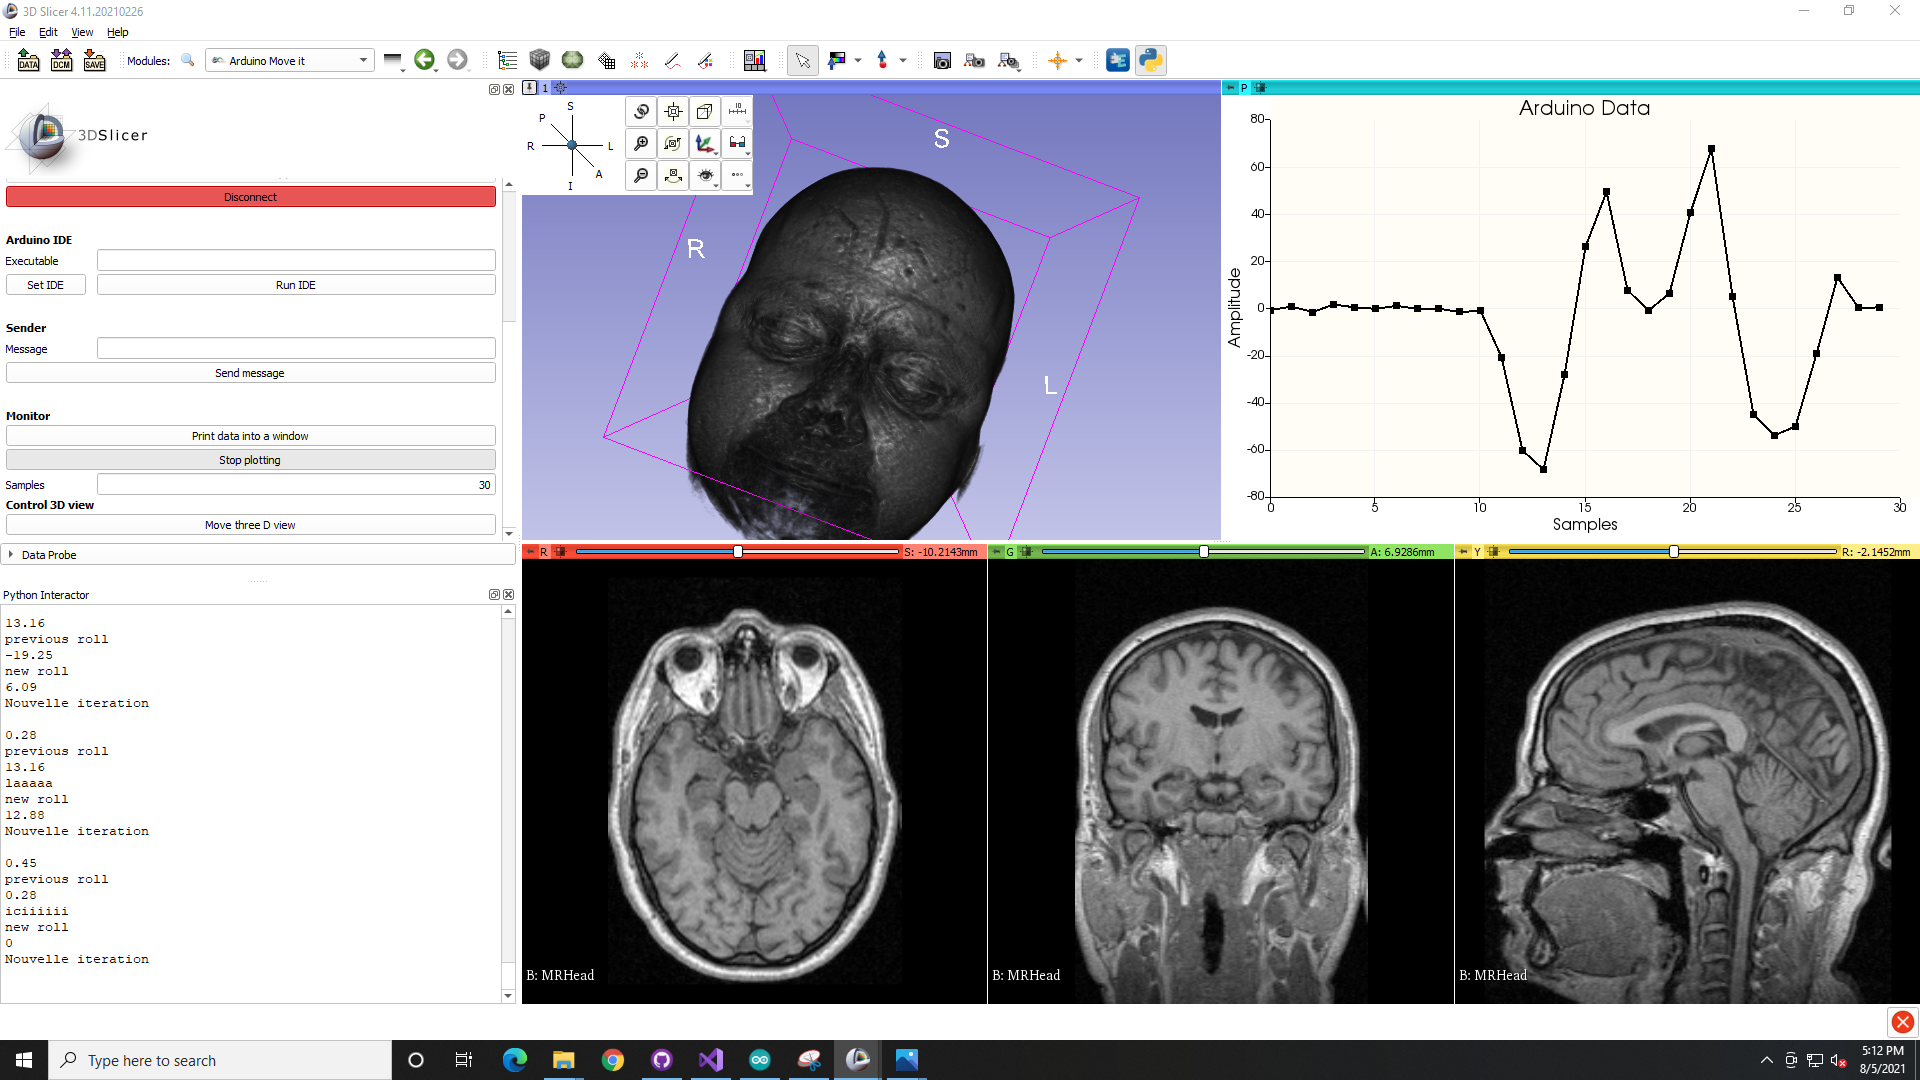 3D Slicer 4.11.20210226
File Edit View Help
DATA DCM SAVE Modules: Arduino Move it
3DSlicer
Disconnect
Arduino IDE
Executable
Set IDE Run IDE
Sender
Message
Send message
Monitor
Print data into a window
Stop plotting
Samples 30
Control 3D view
Move three D view
Data Probe
Python Interactor
13.16
previous roll
-19.25
new roll
6.09
Nouvelle iteration
0.28
previous roll
13.16
laaaaa
new roll
12.88
Nouvelle iteration
0.45
previous roll
0.28
iciiiiii
new roll
0
Nouvelle iteration
1
S
P
R L
A
I
S
R
L
P
Arduino Data
80
60
40
20
0
-20
-40
-60
-80
Amplitude
0 5 10 15 20 25 30
Samples
R S: -10.2143mm
B: MRHead
G A: 6.9286mm
B: MRHead
Y R: -2.1452mm
B: MRHead
Type here to search
5:12 PM
8/5/2021